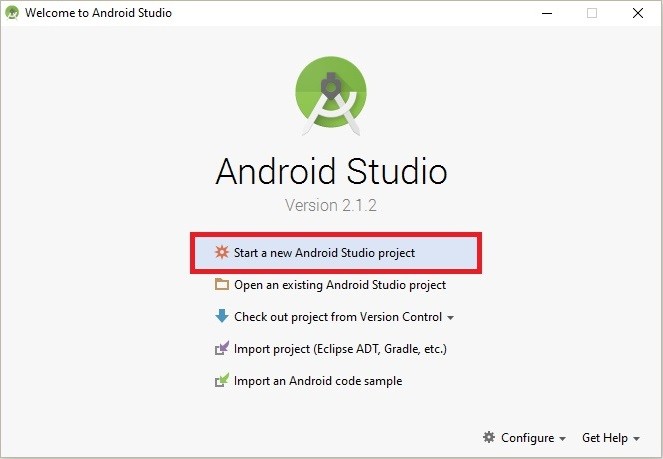 Welcome to Android Studio
Android Studio
Version 2.1.2
Start a new Android Studio project
Open an existing Android Studio project
Check out project from Version Control
Import project (Eclipse ADT, Gradle, etc.)
Import an Android code sample
Configure Get Help